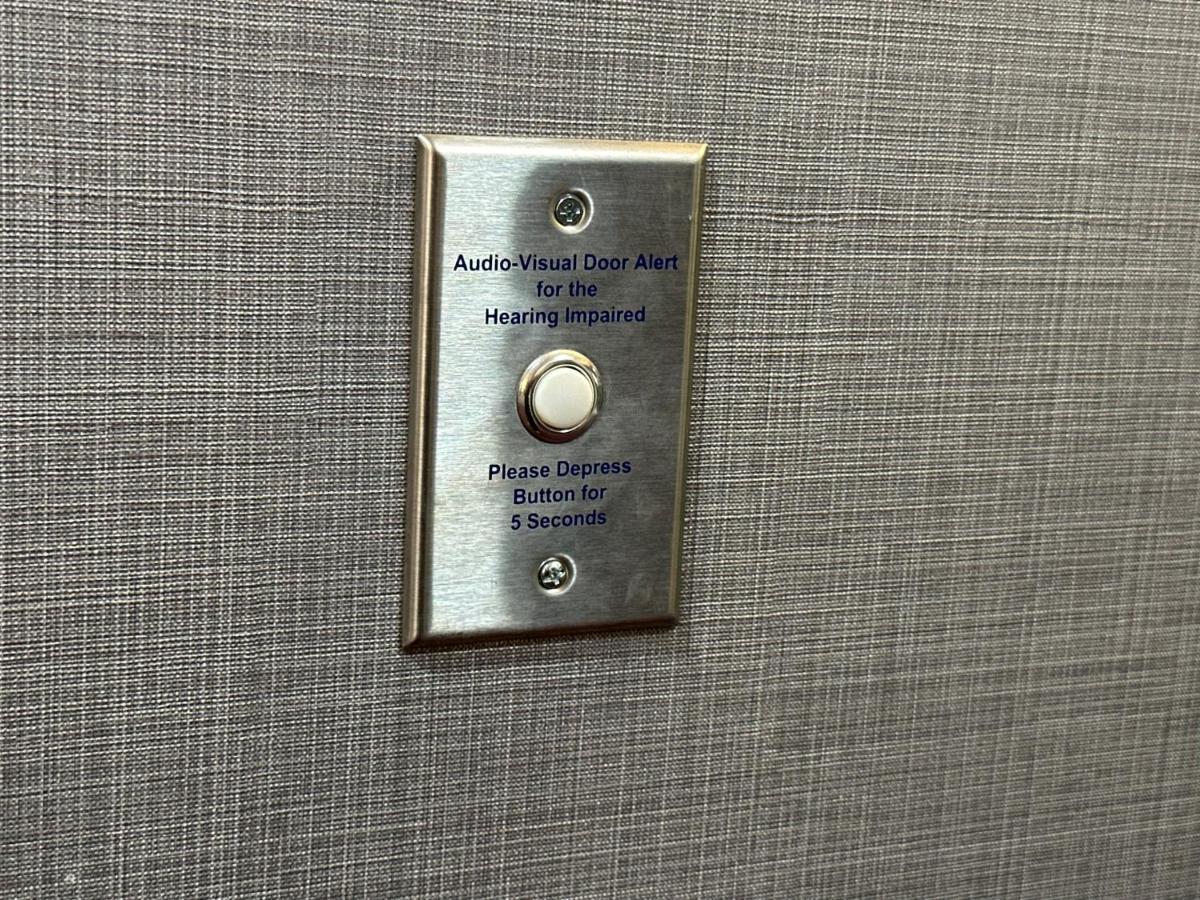 Audio-Visual Door Alert
for the
Hearing Impaired
Please Depress
Button for
5 Seconds